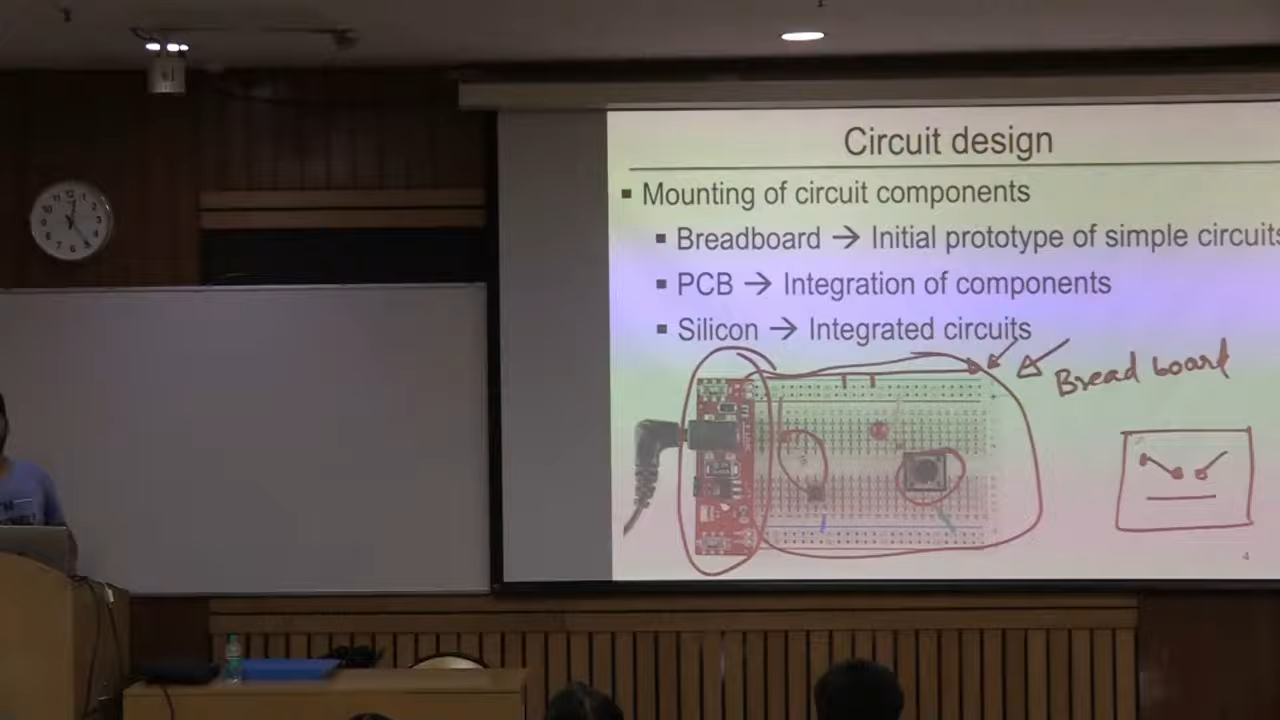 Circuit design
▪ Mounting of circuit components
▪ Breadboard → Initial prototype of simple circuits
▪ PCB → Integration of components
▪ Silicon → Integrated circuits
Bread board
4